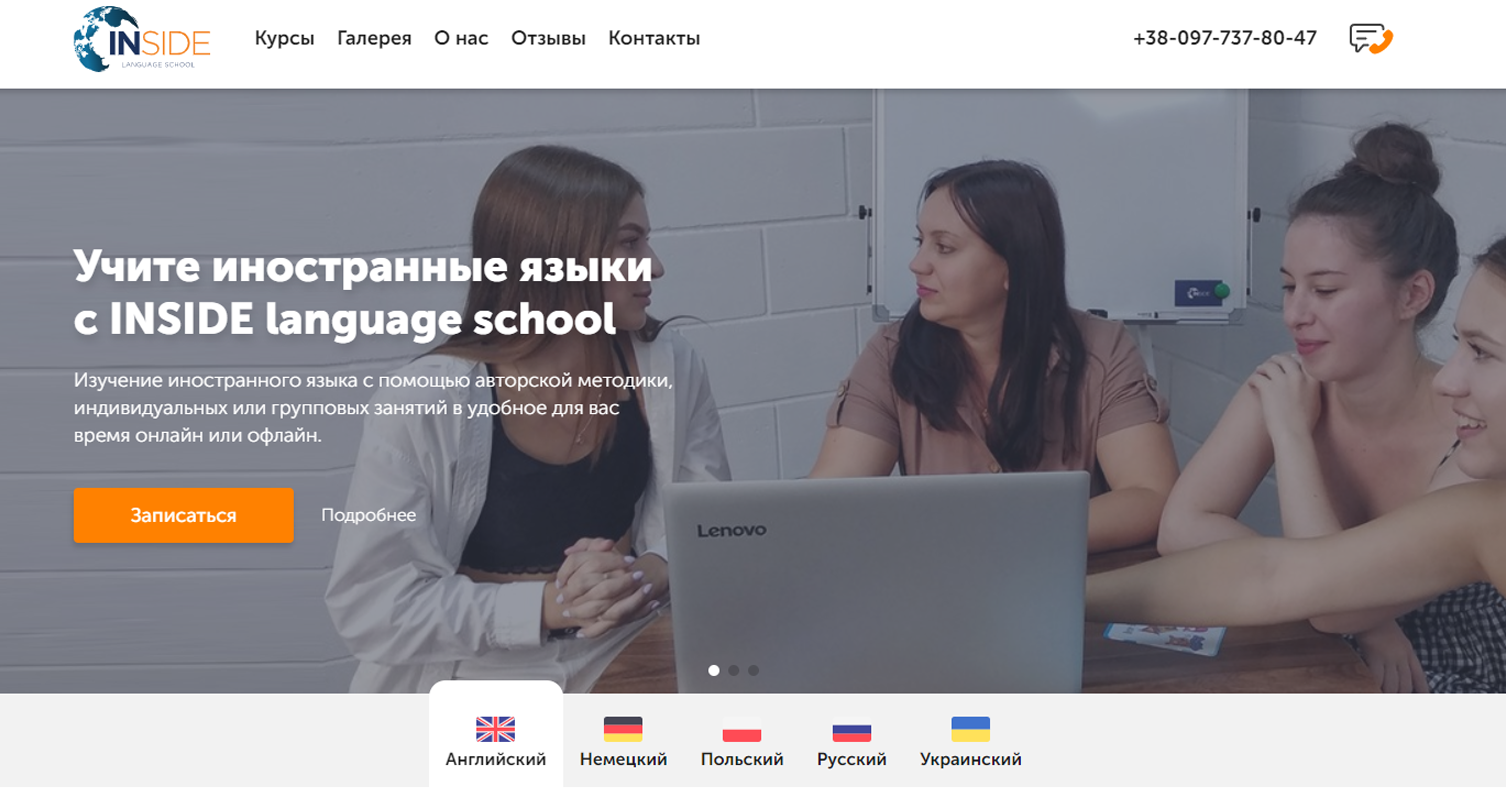 INSIDE
LANGUAGE SCHOOL
Курсы Галерея О нас Отзывы Контакты
+38-097-737-80-47
Учите иностранные языки
с INSIDE language school
Изучение иностранного языка с помощью авторской методики,
индивидуальных или групповых занятий в удобное для вас
время онлайн или офлайн.
Записаться Подробнее
Lenovo
Английский Немецкий Польский Русский Украинский